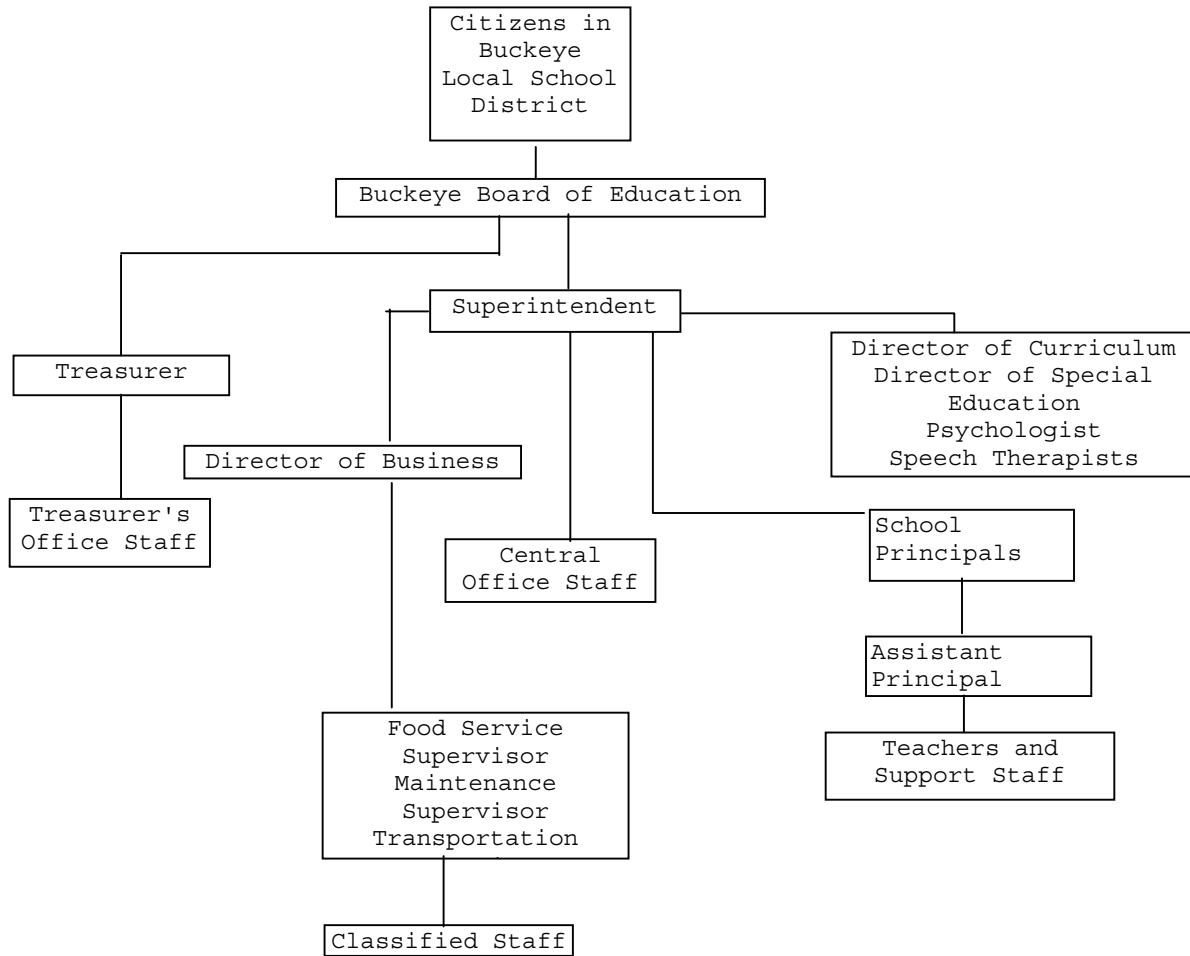 Citizens in
Buckeye
Local School
District
Buckeye Board of Education
Superintendent
Treasurer
Director of Curriculum
Director of Special
Education
Psychologist
Speech Therapists
Director of Business
Treasurer's
Office Staff
Central
Office Staff
School
Principals
Assistant
Principal
Food Service
Supervisor
Maintenance
Supervisor
Transportation
Teachers and
Support Staff
Classified Staff